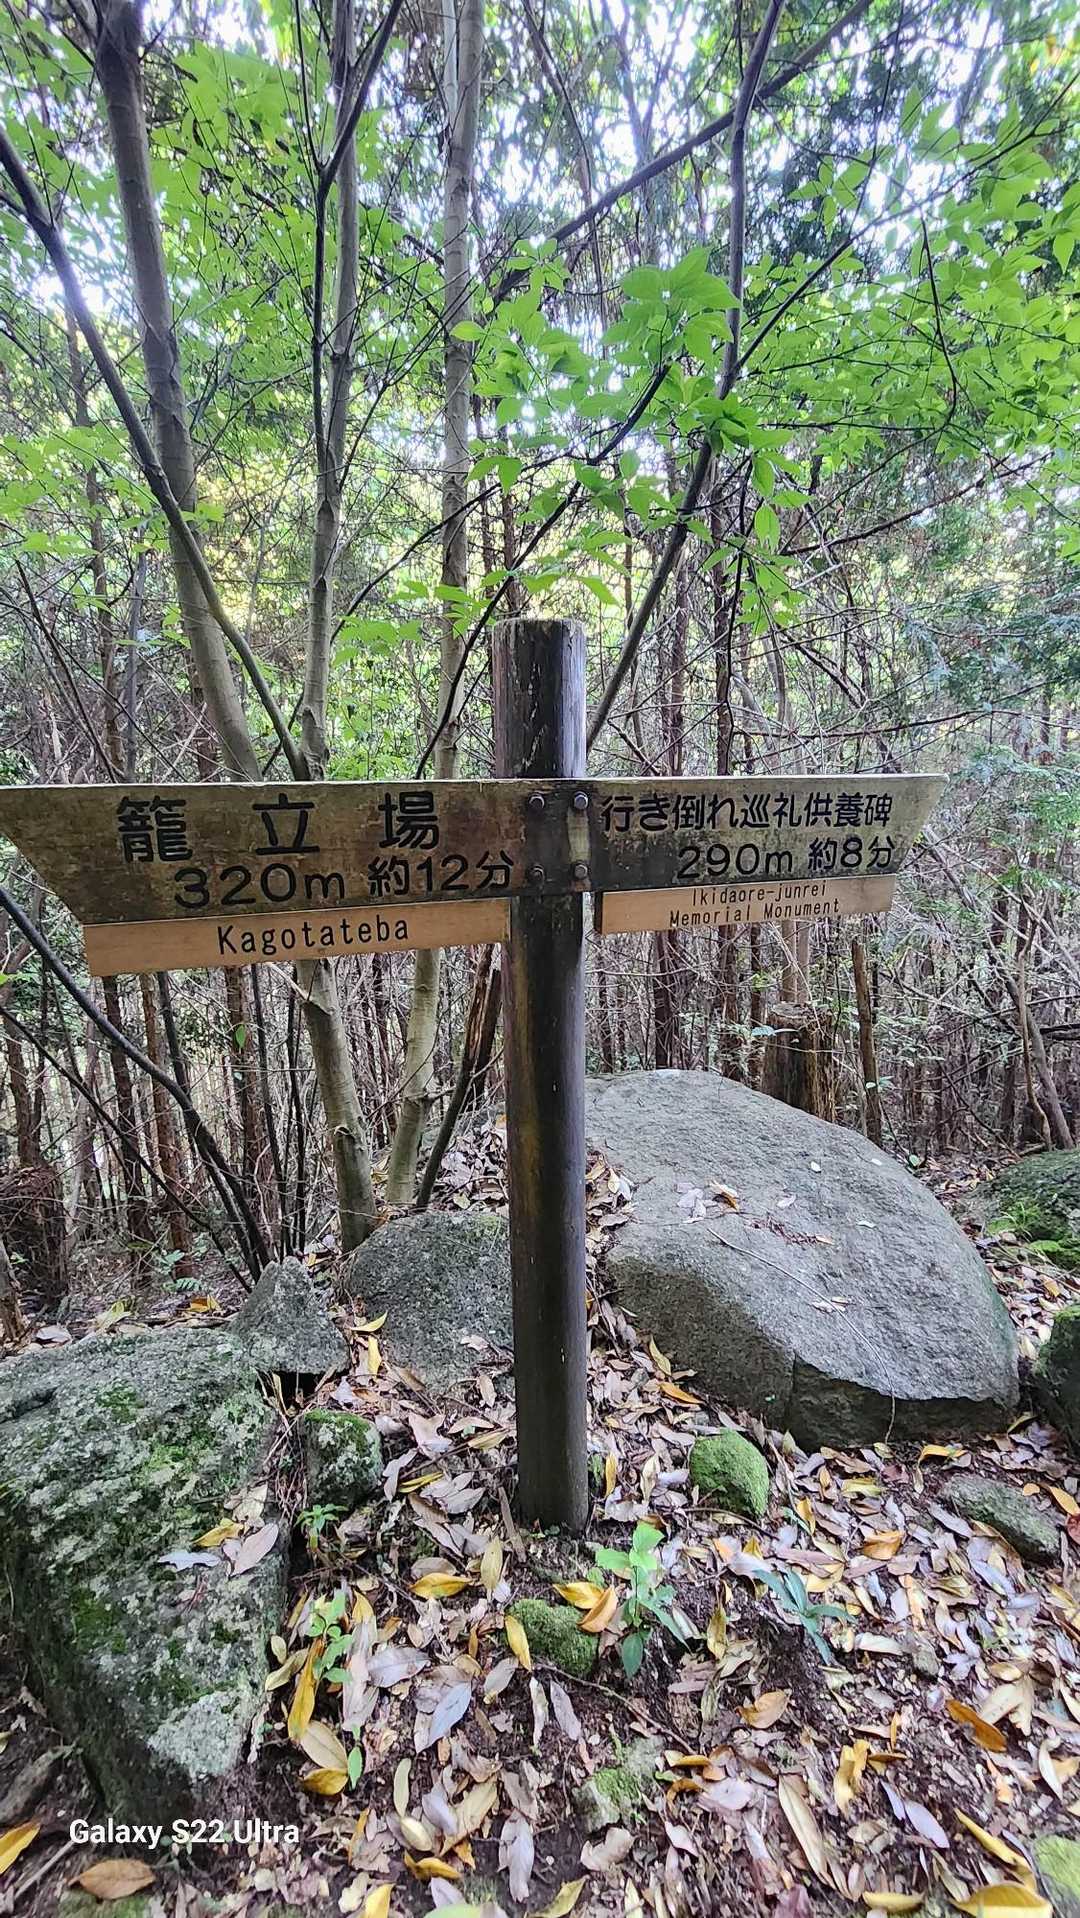 籠立場
320m 約12分
Kagotateba
行き倒れ巡礼供養碑
290m 約8分
Ikidaore-junrei
Memorial Monument
Galaxy S22 Ultra